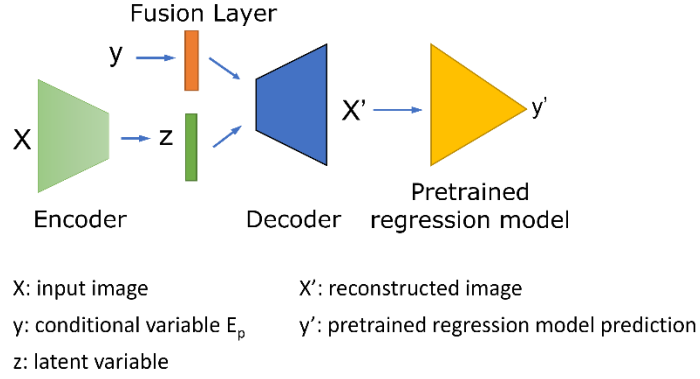 Fusion Layer
y
X
z
X'
y'
Encoder
Decoder
Pretrained
regression model
X: input image
X': reconstructed image
y: conditional variable Eₚ
y': pretrained regression model prediction
z: latent variable